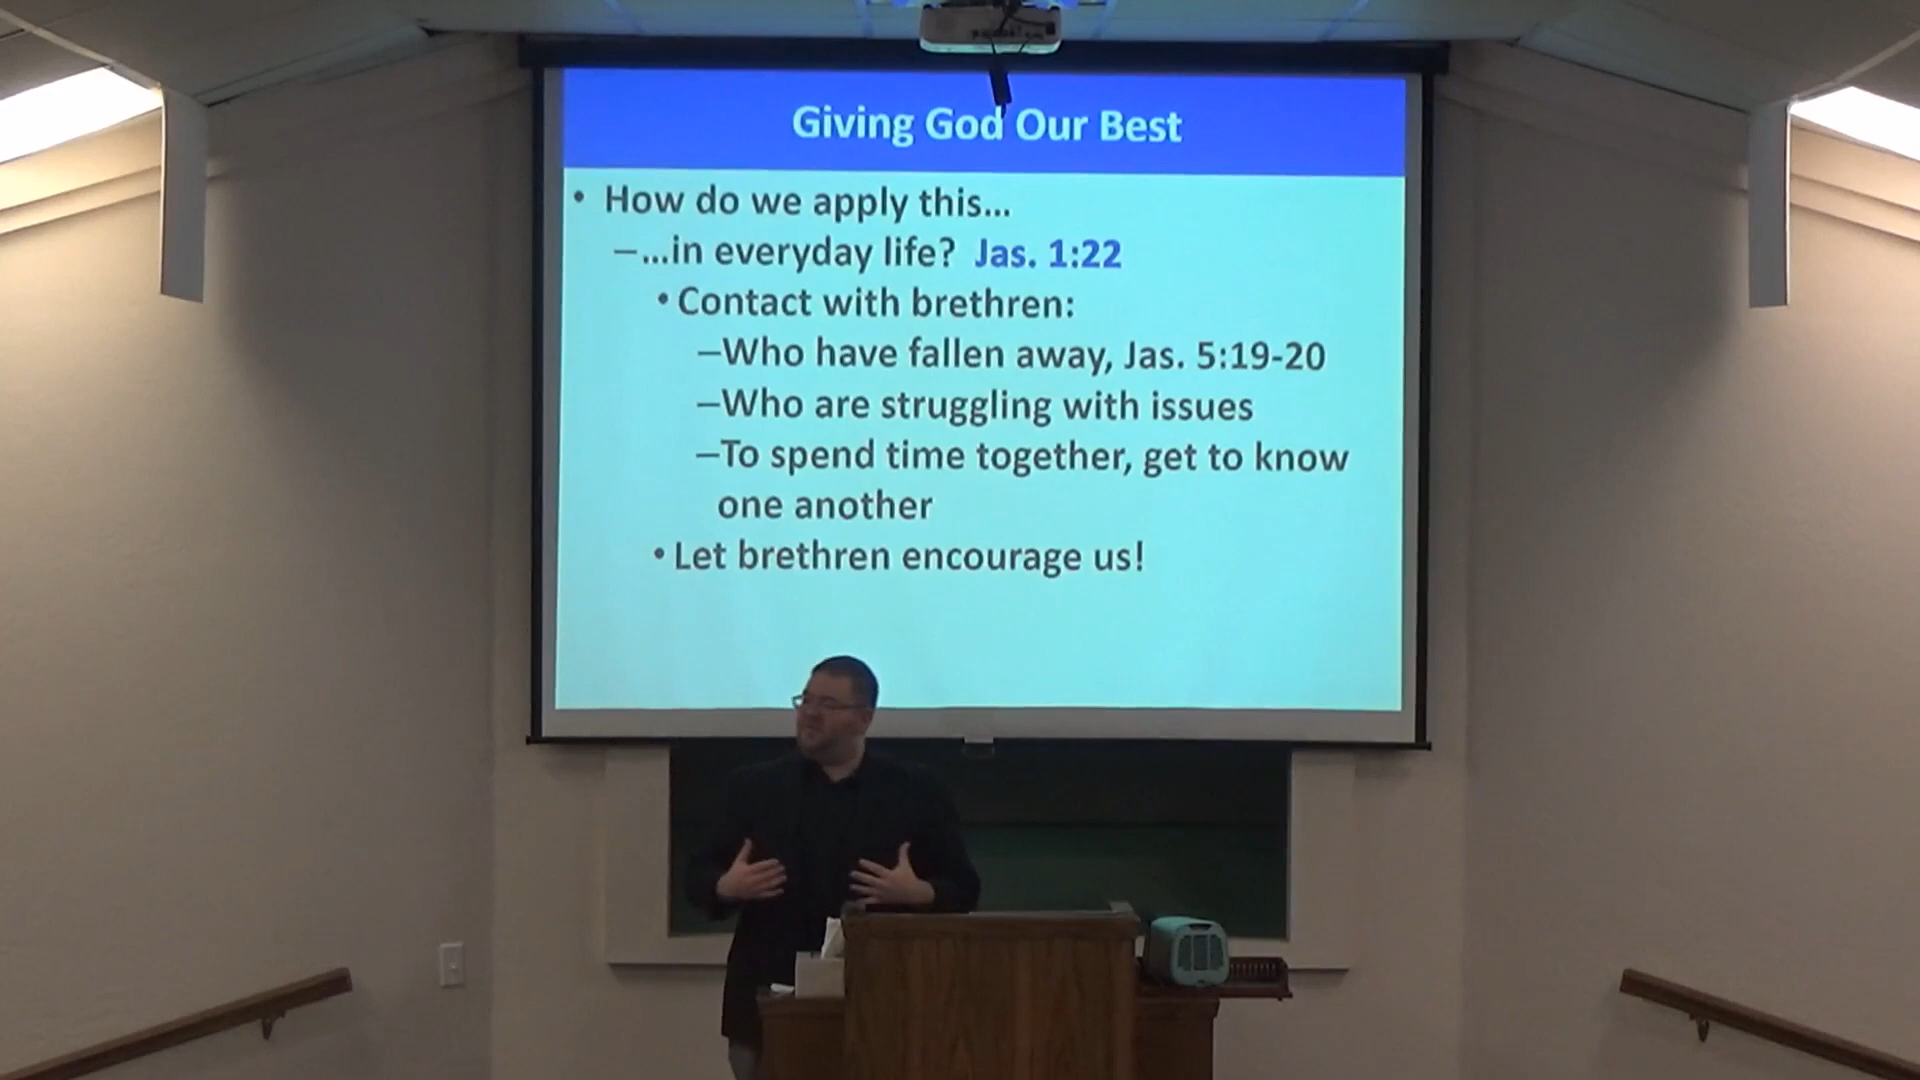 Giving God Our Best
• How do we apply this...
–...in everyday life? Jas. 1:22
• Contact with brethren:
–Who have fallen away, Jas. 5:19-20
–Who are struggling with issues
–To spend time together, get to know
one another
• Let brethren encourage us!